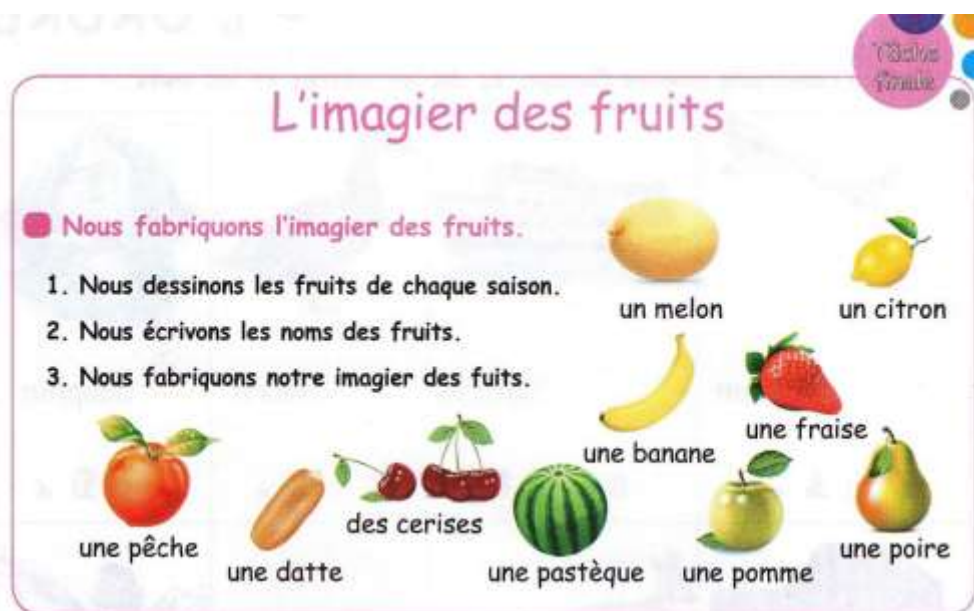 Tâche
finale
L'imagier des fruits
Nous fabriquons l'imagier des fruits.
1. Nous dessinons les fruits de chaque saison.
2. Nous écrivons les noms des fruits.
3. Nous fabriquons notre imagier des fuits.
un melon
un citron
une banane
une fraise
une pêche
une datte
des cerises
une pastèque
une pomme
une poire